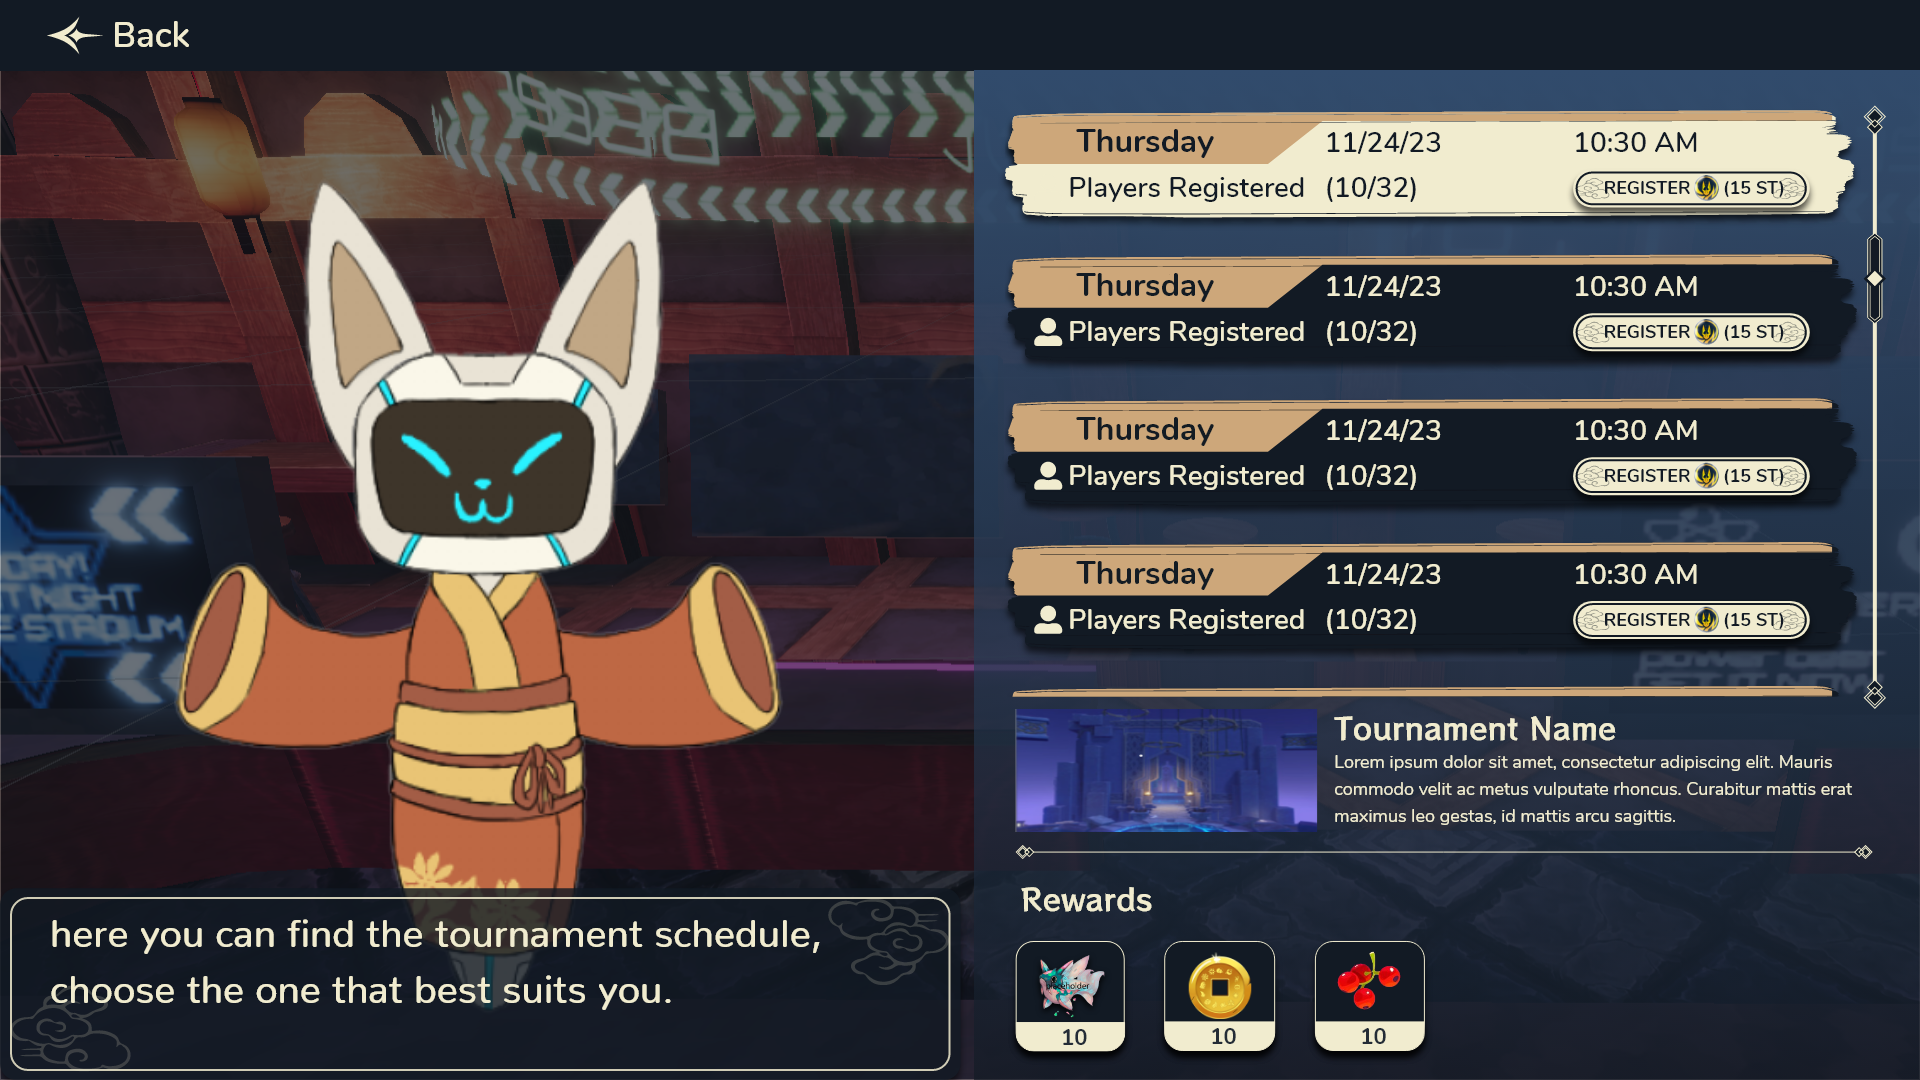 Back
Thursday 11/24/23 10:30 AM
Players Registered (10/32) REGISTER (15 ST)
Thursday 11/24/23 10:30 AM
Players Registered (10/32) REGISTER (15 ST)
Thursday 11/24/23 10:30 AM
Players Registered (10/32) REGISTER (15 ST)
Thursday 11/24/23 10:30 AM
Players Registered (10/32) REGISTER (15 ST)
Tournament Name
Lorem ipsum dolor sit amet, consectetur adipiscing elit. Mauris
commodo velit ac metus vulputate rhoncus. Curabitur mattis erat
maximus leo gestas, id mattis arcu sagittis.
Rewards
placeholder
10 10 10
DAY!
NIGHT
STADIUM
here you can find the tournament schedule,
choose the one that best suits you.